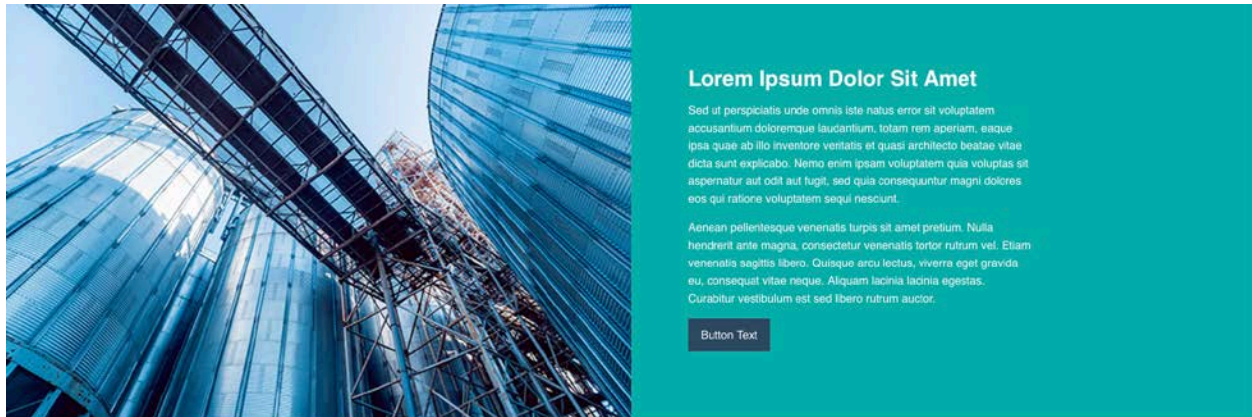 Lorem Ipsum Dolor Sit Amet
Sed ut perspiciatis unde omnis iste natus error sit voluptatem
accusantium doloremque laudantium, totam rem aperiam, eaque
ipsa quae ab illo inventore veritatis et quasi architecto beatae vitae
dicta sunt explicabo. Nemo enim ipsam voluptatem quia voluptas sit
aspernatur aut odit aut fugit, sed quia consequuntur magni dolores
eos qui ratione voluptatem sequi nesciunt.
Aenean pellentesque venenatis turpis sit amet pretium. Nulla
hendrerit ante magna, consectetur venenatis tortor rutrum vel. Etiam
venenatis sagittis libero. Quisque arcu lectus, viverra eget gravida
eu, consequat vitae neque. Aliquam lacinia lacinia egestas.
Curabitur vestibulum est sed libero rutrum auctor.
Button Text